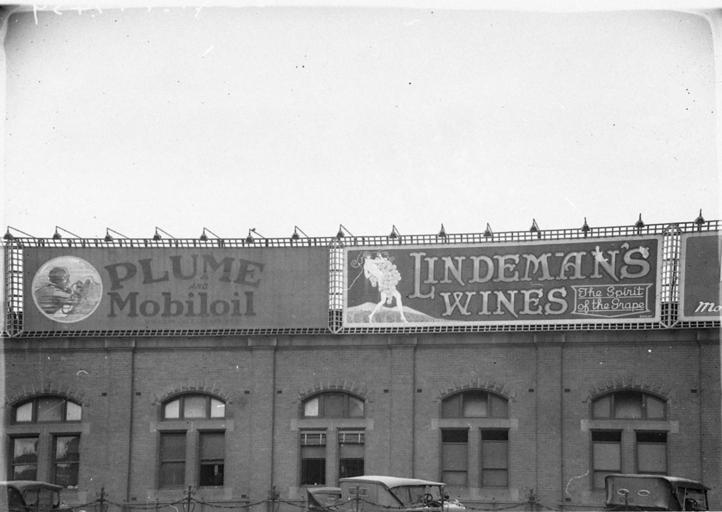 PLUME
AND
Mobiloil
LINDEMAN'S
WINES
The Spirit
of the Grape